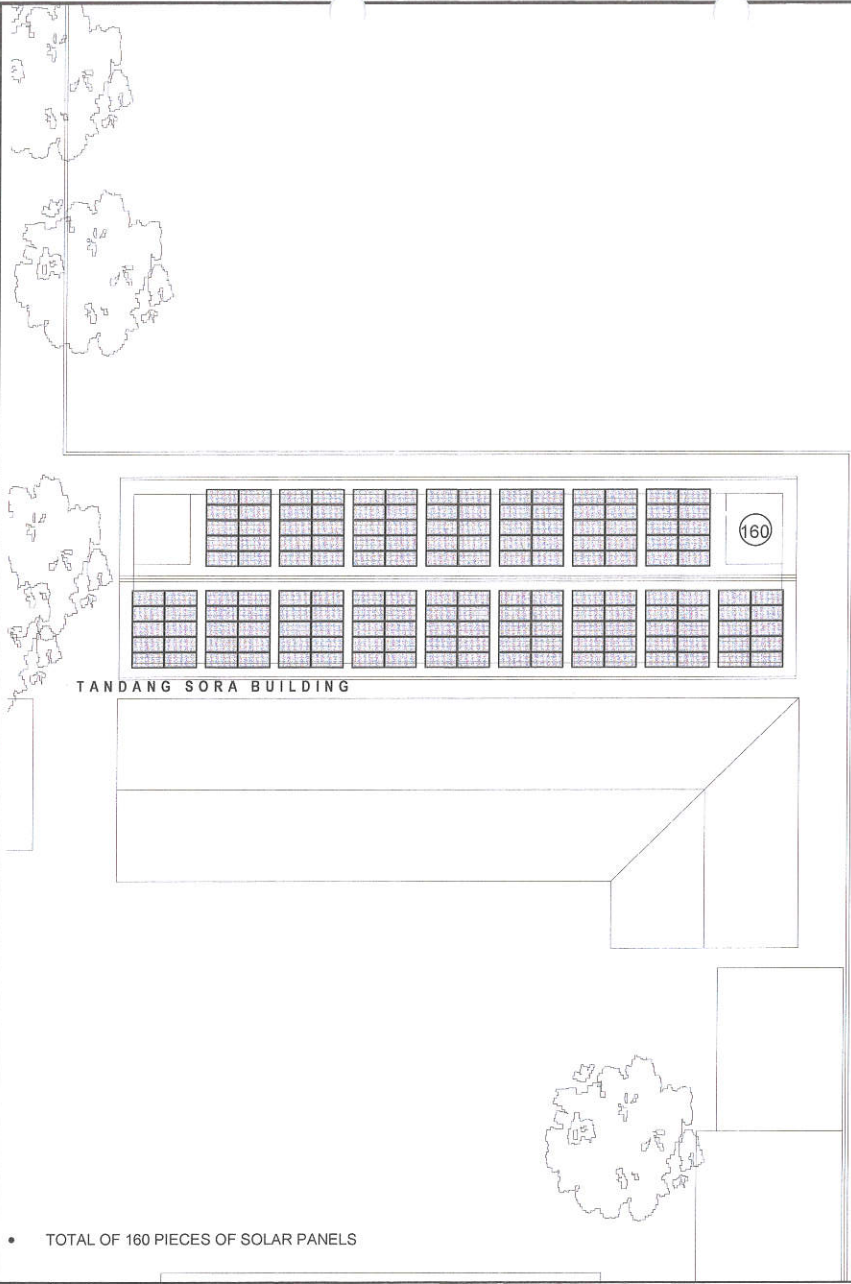 160
TANDANG SORA BUILDING
• TOTAL OF 160 PIECES OF SOLAR PANELS